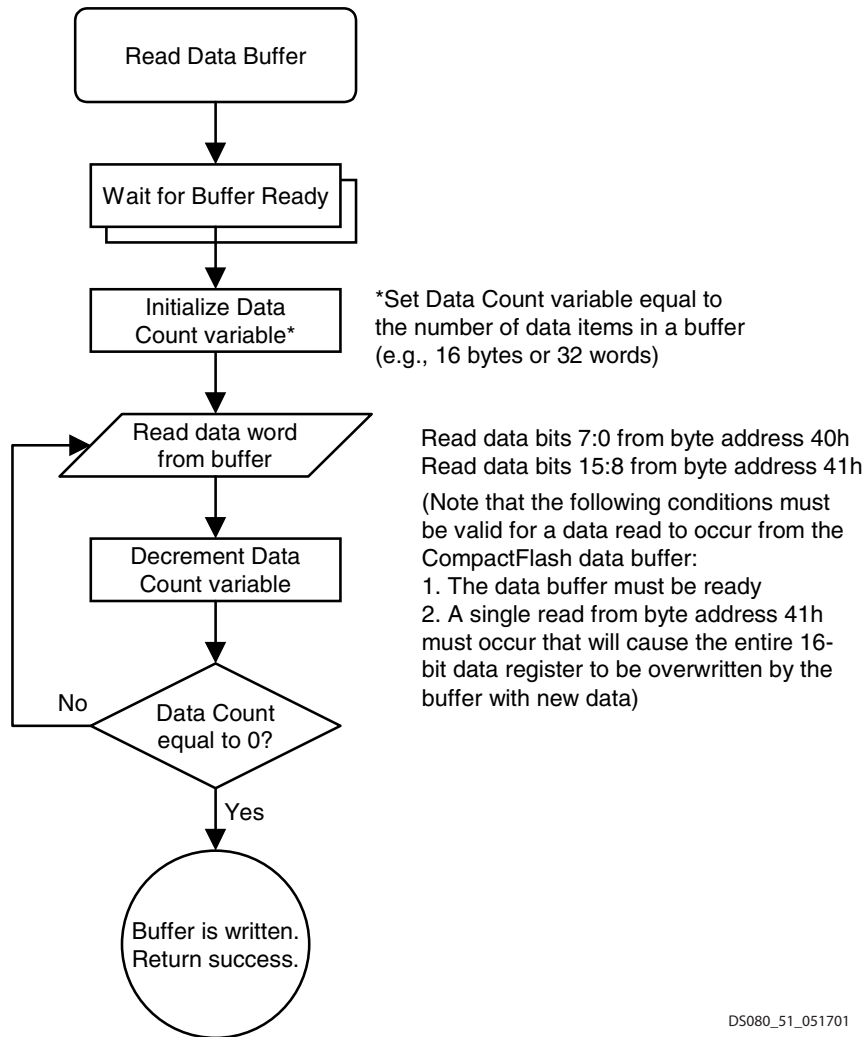 Read Data Buffer
Wait for Buffer Ready
Initialize Data
Count variable*
*Set Data Count variable equal to
the number of data items in a buffer
(e.g., 16 bytes or 32 words)
Read data word
from buffer
Read data bits 7:0 from byte address 40h
Read data bits 15:8 from byte address 41h
(Note that the following conditions must
be valid for a data read to occur from the
CompactFlash data buffer:
1. The data buffer must be ready
2. A single read from byte address 41h
must occur that will cause the entire 16-
bit data register to be overwritten by the
buffer with new data)
Decrement Data
Count variable
No
Data Count
equal to 0?
Yes
Buffer is written.
Return success.
DS080_51_051701